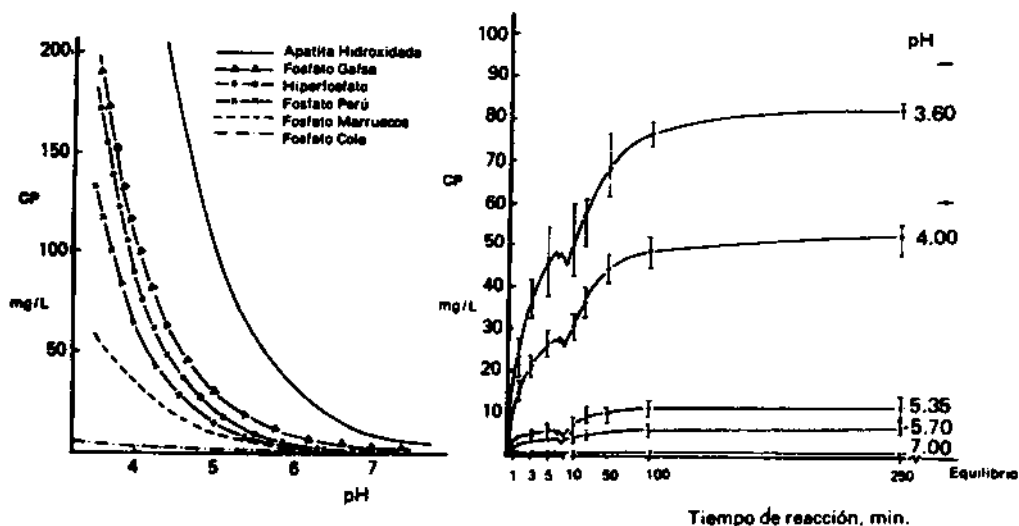 200
150
CP
100
mg/L
50
4
5
6
7
pH
Apatita Hidroxidada
Fosfato Gafsa
Hiperfosfato
Fosfato Perú
Fosfato Marruecos
Fosfato Cola
CP
100
90
80
70
60
CP
50
40
mg/L
30
20
10
pH
3.60
4.00
5.35
5.70
7.00
1 3 5 10 50 100 250 Equilibrio
Tiempo de reacción, min.